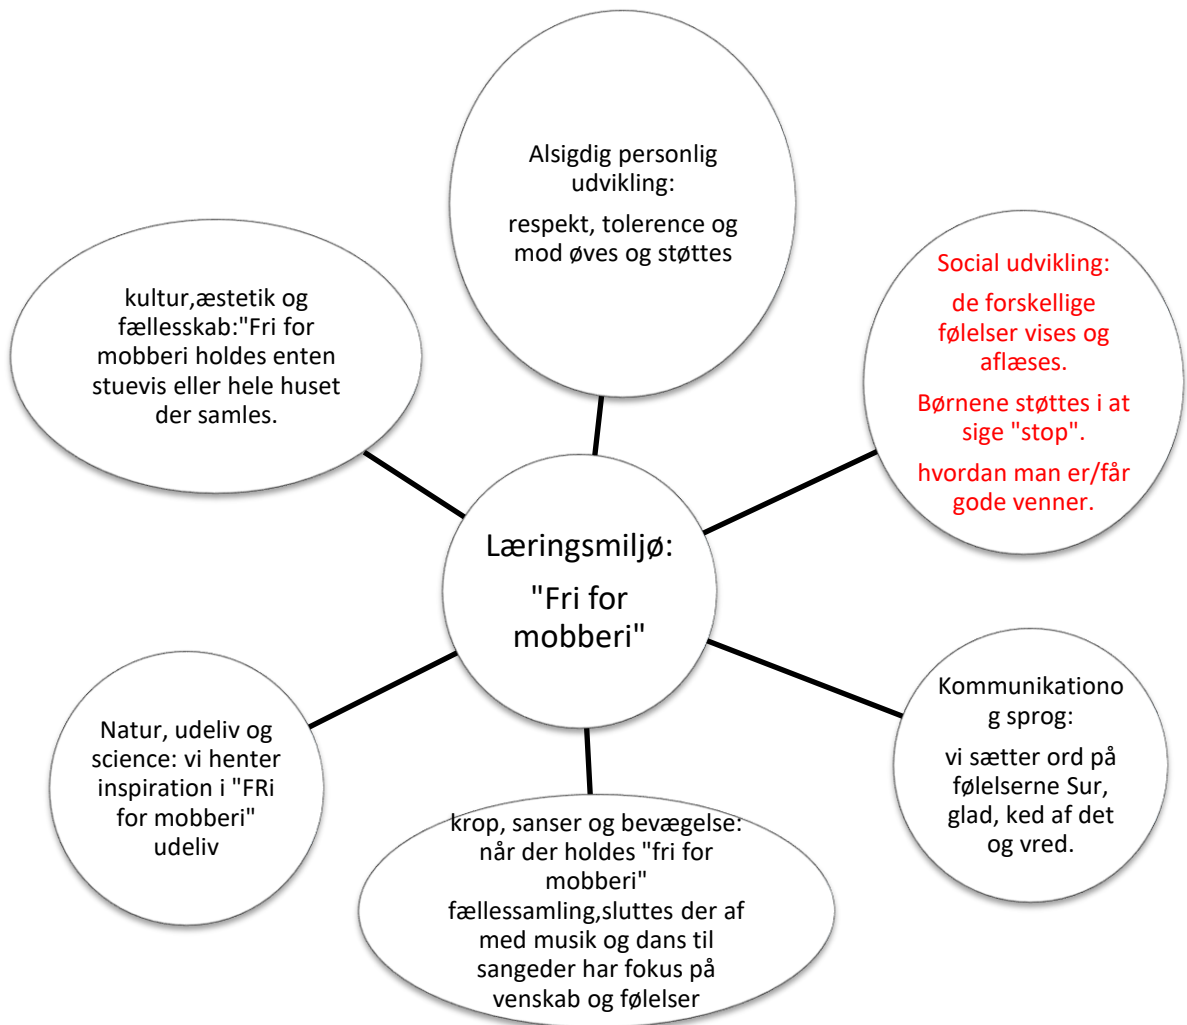 Alsigdig personlig
udvikling:
respekt, tolerence og
mod øves og støttes
Social udvikling:
de forskellige
følelser vises og
aflæses.
Børnene støttes i at
sige "stop".
hvordan man er/får
gode venner.
kultur,æstetik og
fællesskab:"Fri for
mobberi holdes enten
stuevis eller hele huset
der samles.
Læringsmiljø:
"Fri for
mobberi"
Kommunikationo
g sprog:
vi sætter ord på
følelserne Sur,
glad, ked af det
og vred.
Natur, udeliv og
science: vi henter
inspiration i "FRi
for mobberi"
udeliv
krop, sanser og bevægelse:
når der holdes "fri for
mobberi"
fællessamling,sluttes der af
med musik og dans til
sangeder har fokus på
venskab og følelser